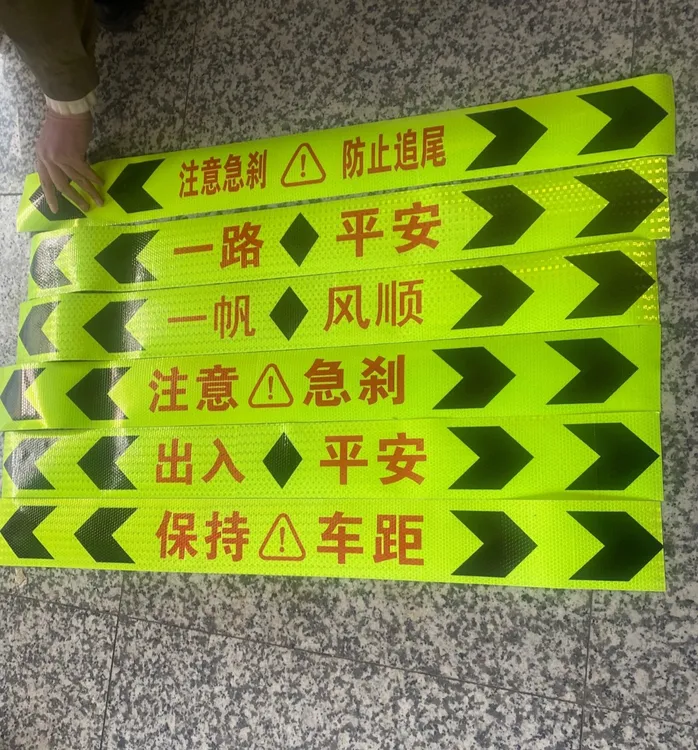 注意急刹 防止追尾
一路 平安
一帆 风顺
注意 急刹
出入 平安
保持 车距